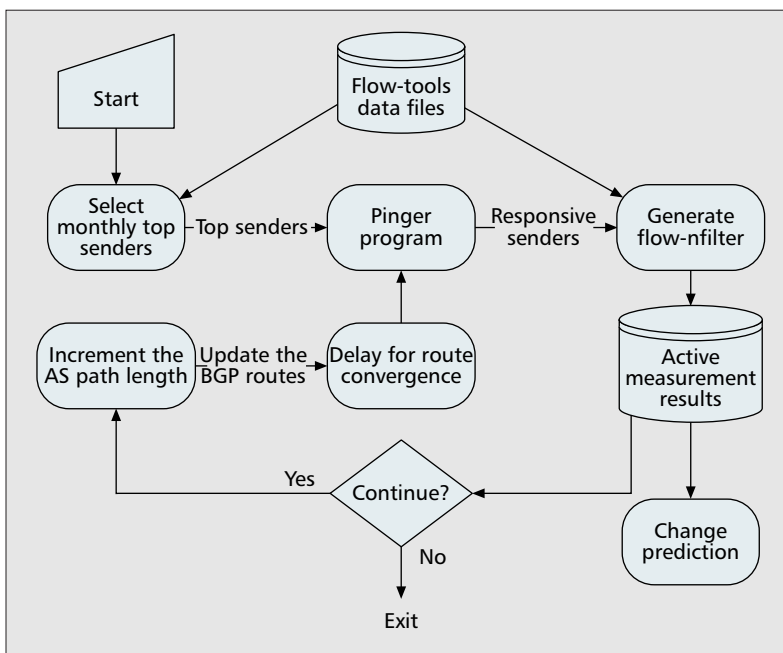 Start
Flow-tools
data files
Select
monthly top
senders
Top senders
Pinger
program
Responsive
senders
Generate
flow-nfilter
Increment the
AS path length
Update the
BGP routes
Delay for route
convergence
Active
measurement
results
Yes
Continue?
No
Change
prediction
Exit